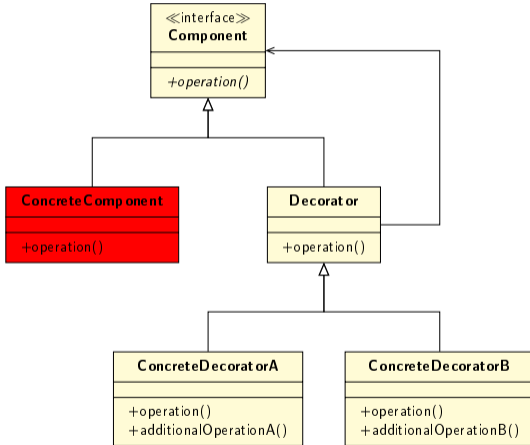 ≪interface≫
Component
+operation()
ConcreteComponent
+operation()
Decorator
+operation()
ConcreteDecoratorA
+operation()
+additionalOperationA()
ConcreteDecoratorB
+operation()
+additionalOperationB()